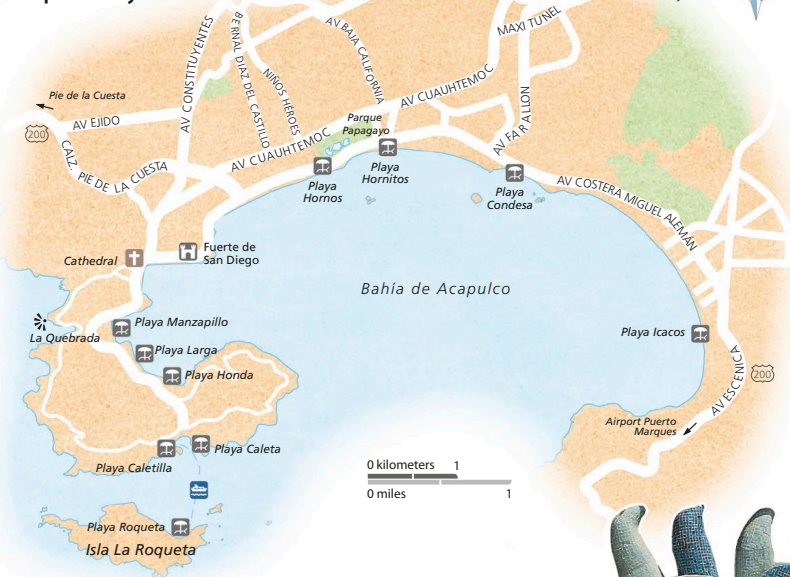 AV CONSTITUYENTES
BERNAL DIAZ DEL CASTILLO
NIÑOS HÉROES
AV BAJA CALIFORNIA
MAXI TUNEL
Pie de la Cuesta
200
AV EJIDO
CALZ. PIE DE LA CUESTA
AV CUAUHTEMOC
AV CUAUHTEMOC
Parque
Papagayo
AV FARALLON
Playa
Hornos
Playa
Hornitos
Playa
Condesa
AV COSTERA MIGUEL ALEMÁN
Cathedral
Fuerte de
San Diego
Bahía de Acapulco
La Quebrada
Playa Manzapillo
Playa Larga
Playa Honda
Playa Icacos
AV ESCENICA
200
Airport Puerto
Marques
Playa Caletilla
Playa Caleta
0 kilometers 1
0 miles 1
Playa Roqueta
Isla La Roqueta